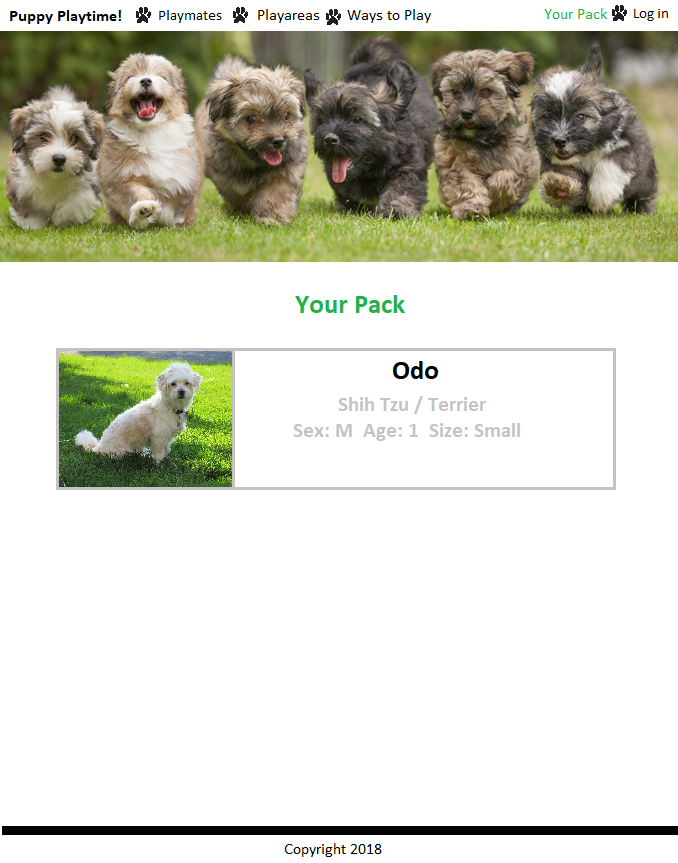 Puppy Playtime! Playmates Playareas Ways to Play Your Pack Log in
Your Pack
Odo
Shih Tzu / Terrier
Sex: M Age: 1 Size: Small
Copyright 2018